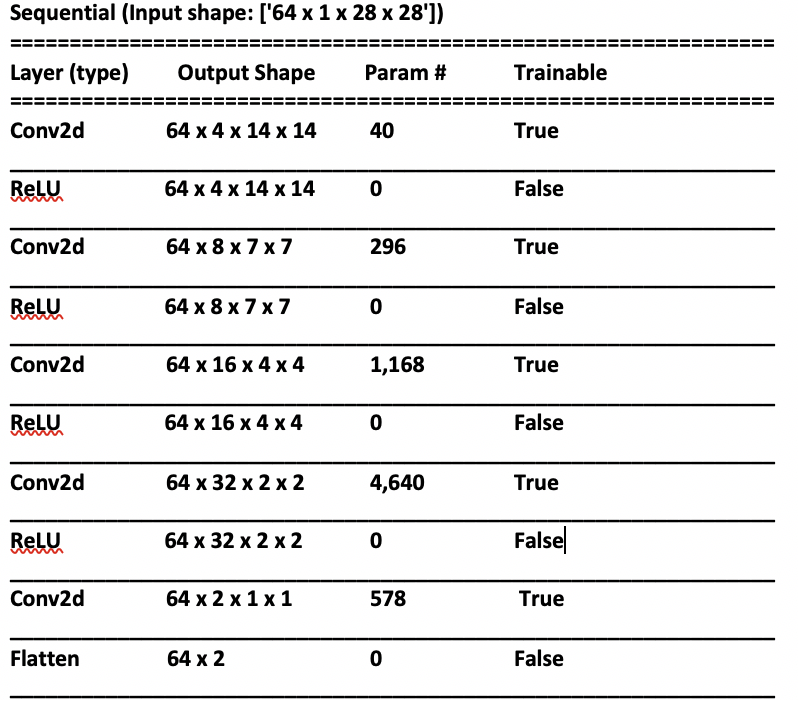 Sequential (Input shape: ['64 x 1 x 28 x 28'])
================================================================
Layer (type) Output Shape Param # Trainable
================================================================
Conv2d 64 x 4 x 14 x 14 40 True
ReLU 64 x 4 x 14 x 14 0 False
Conv2d 64 x 8 x 7 x 7 296 True
ReLU 64 x 8 x 7 x 7 0 False
Conv2d 64 x 16 x 4 x 4 1,168 True
ReLU 64 x 16 x 4 x 4 0 False
Conv2d 64 x 32 x 2 x 2 4,640 True
ReLU 64 x 32 x 2 x 2 0 False
Conv2d 64 x 2 x 1 x 1 578 True
Flatten 64 x 2 0 False